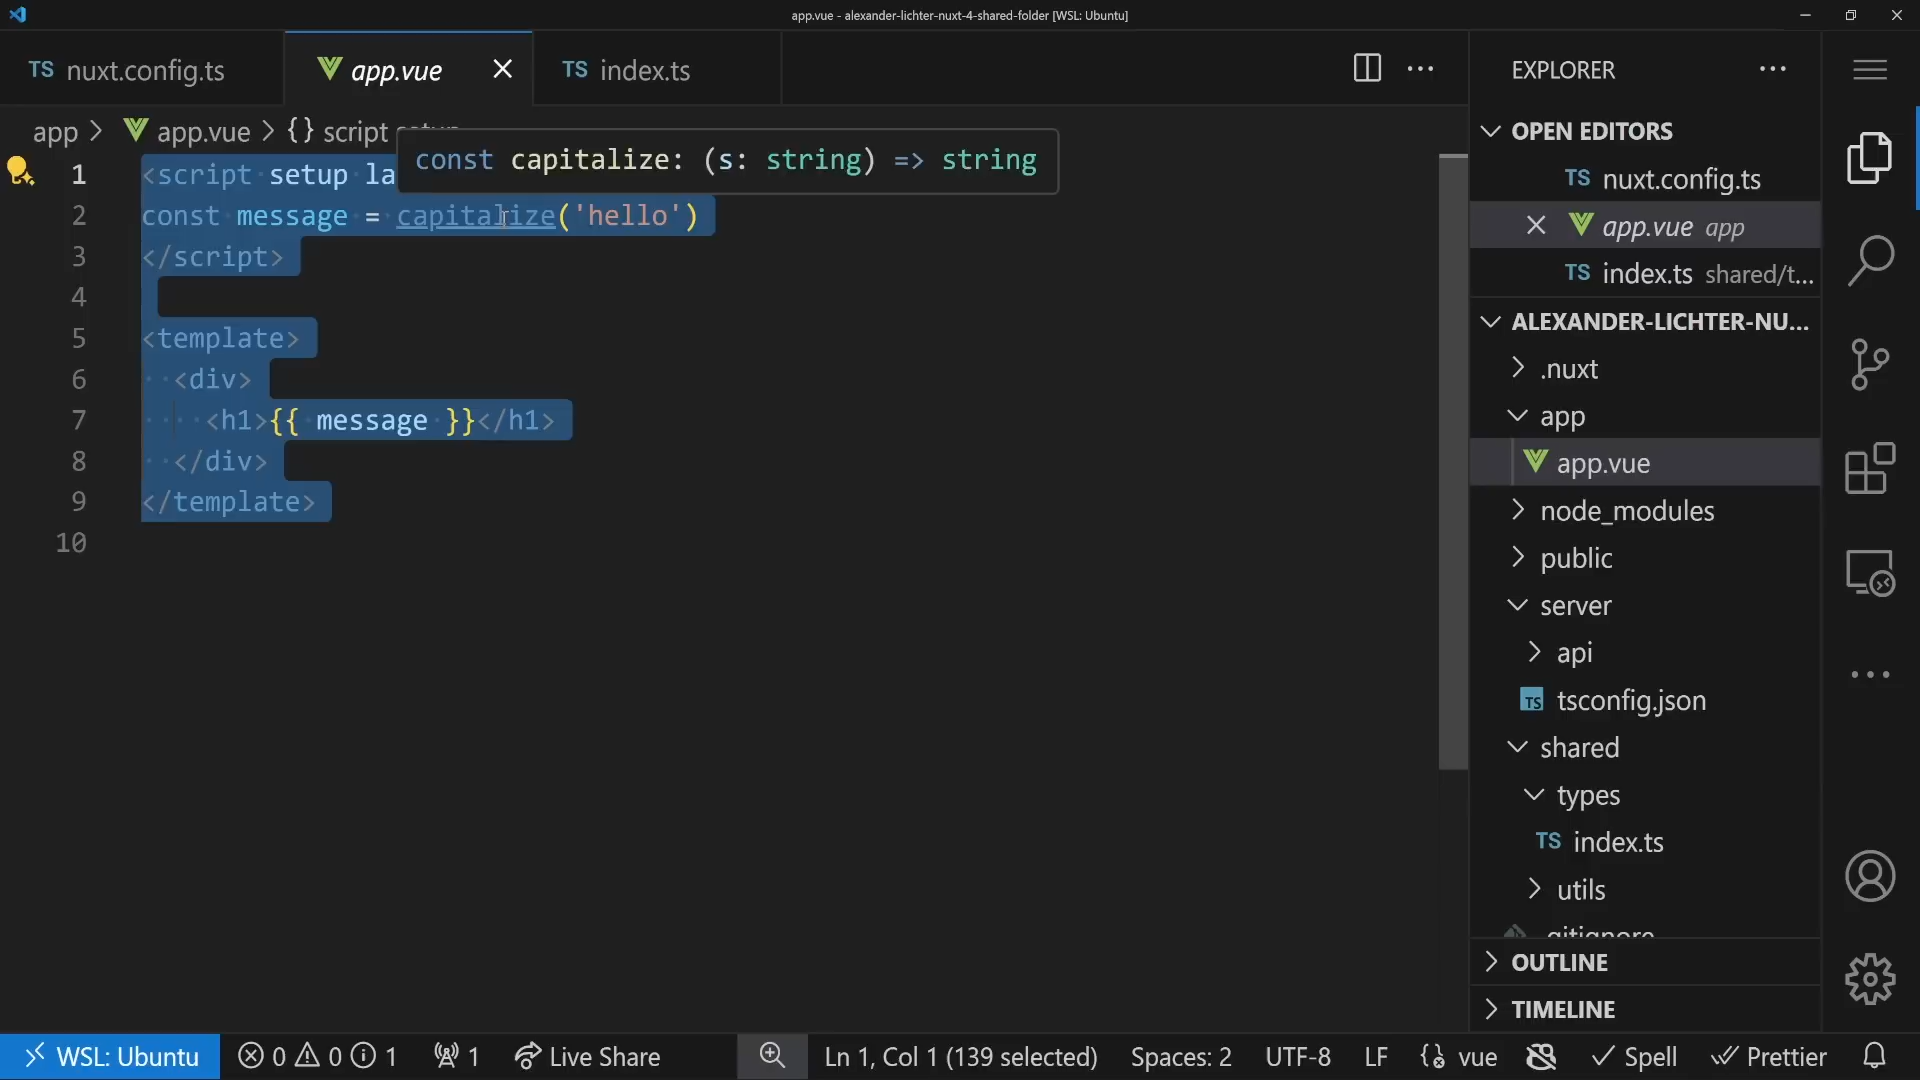 app.vue - alexander-lichter-nuxt-4-shared-folder [WSL: Ubuntu]
TS nuxt.config.ts
app.vue
TS index.ts
app > app.vue > {} script setup
const capitalize: (s: string) => string
1 <script setup la
2 const message = capitalize('hello')
3 </script>
4
5 <template>
6 <div>
7 <h1>{{ message }}</h1>
8 </div>
9 </template>
10
EXPLORER
OPEN EDITORS
TS nuxt.config.ts
app.vue app
TS index.ts shared/t...
ALEXANDER-LICHTER-NU...
.nuxt
app
app.vue
node_modules
public
server
api
TS tsconfig.json
shared
types
TS index.ts
utils
.gitignore
OUTLINE
TIMELINE
WSL: Ubuntu 0 0 1 1 Live Share Ln 1, Col 1 (139 selected) Spaces: 2 UTF-8 LF vue Spell Prettier